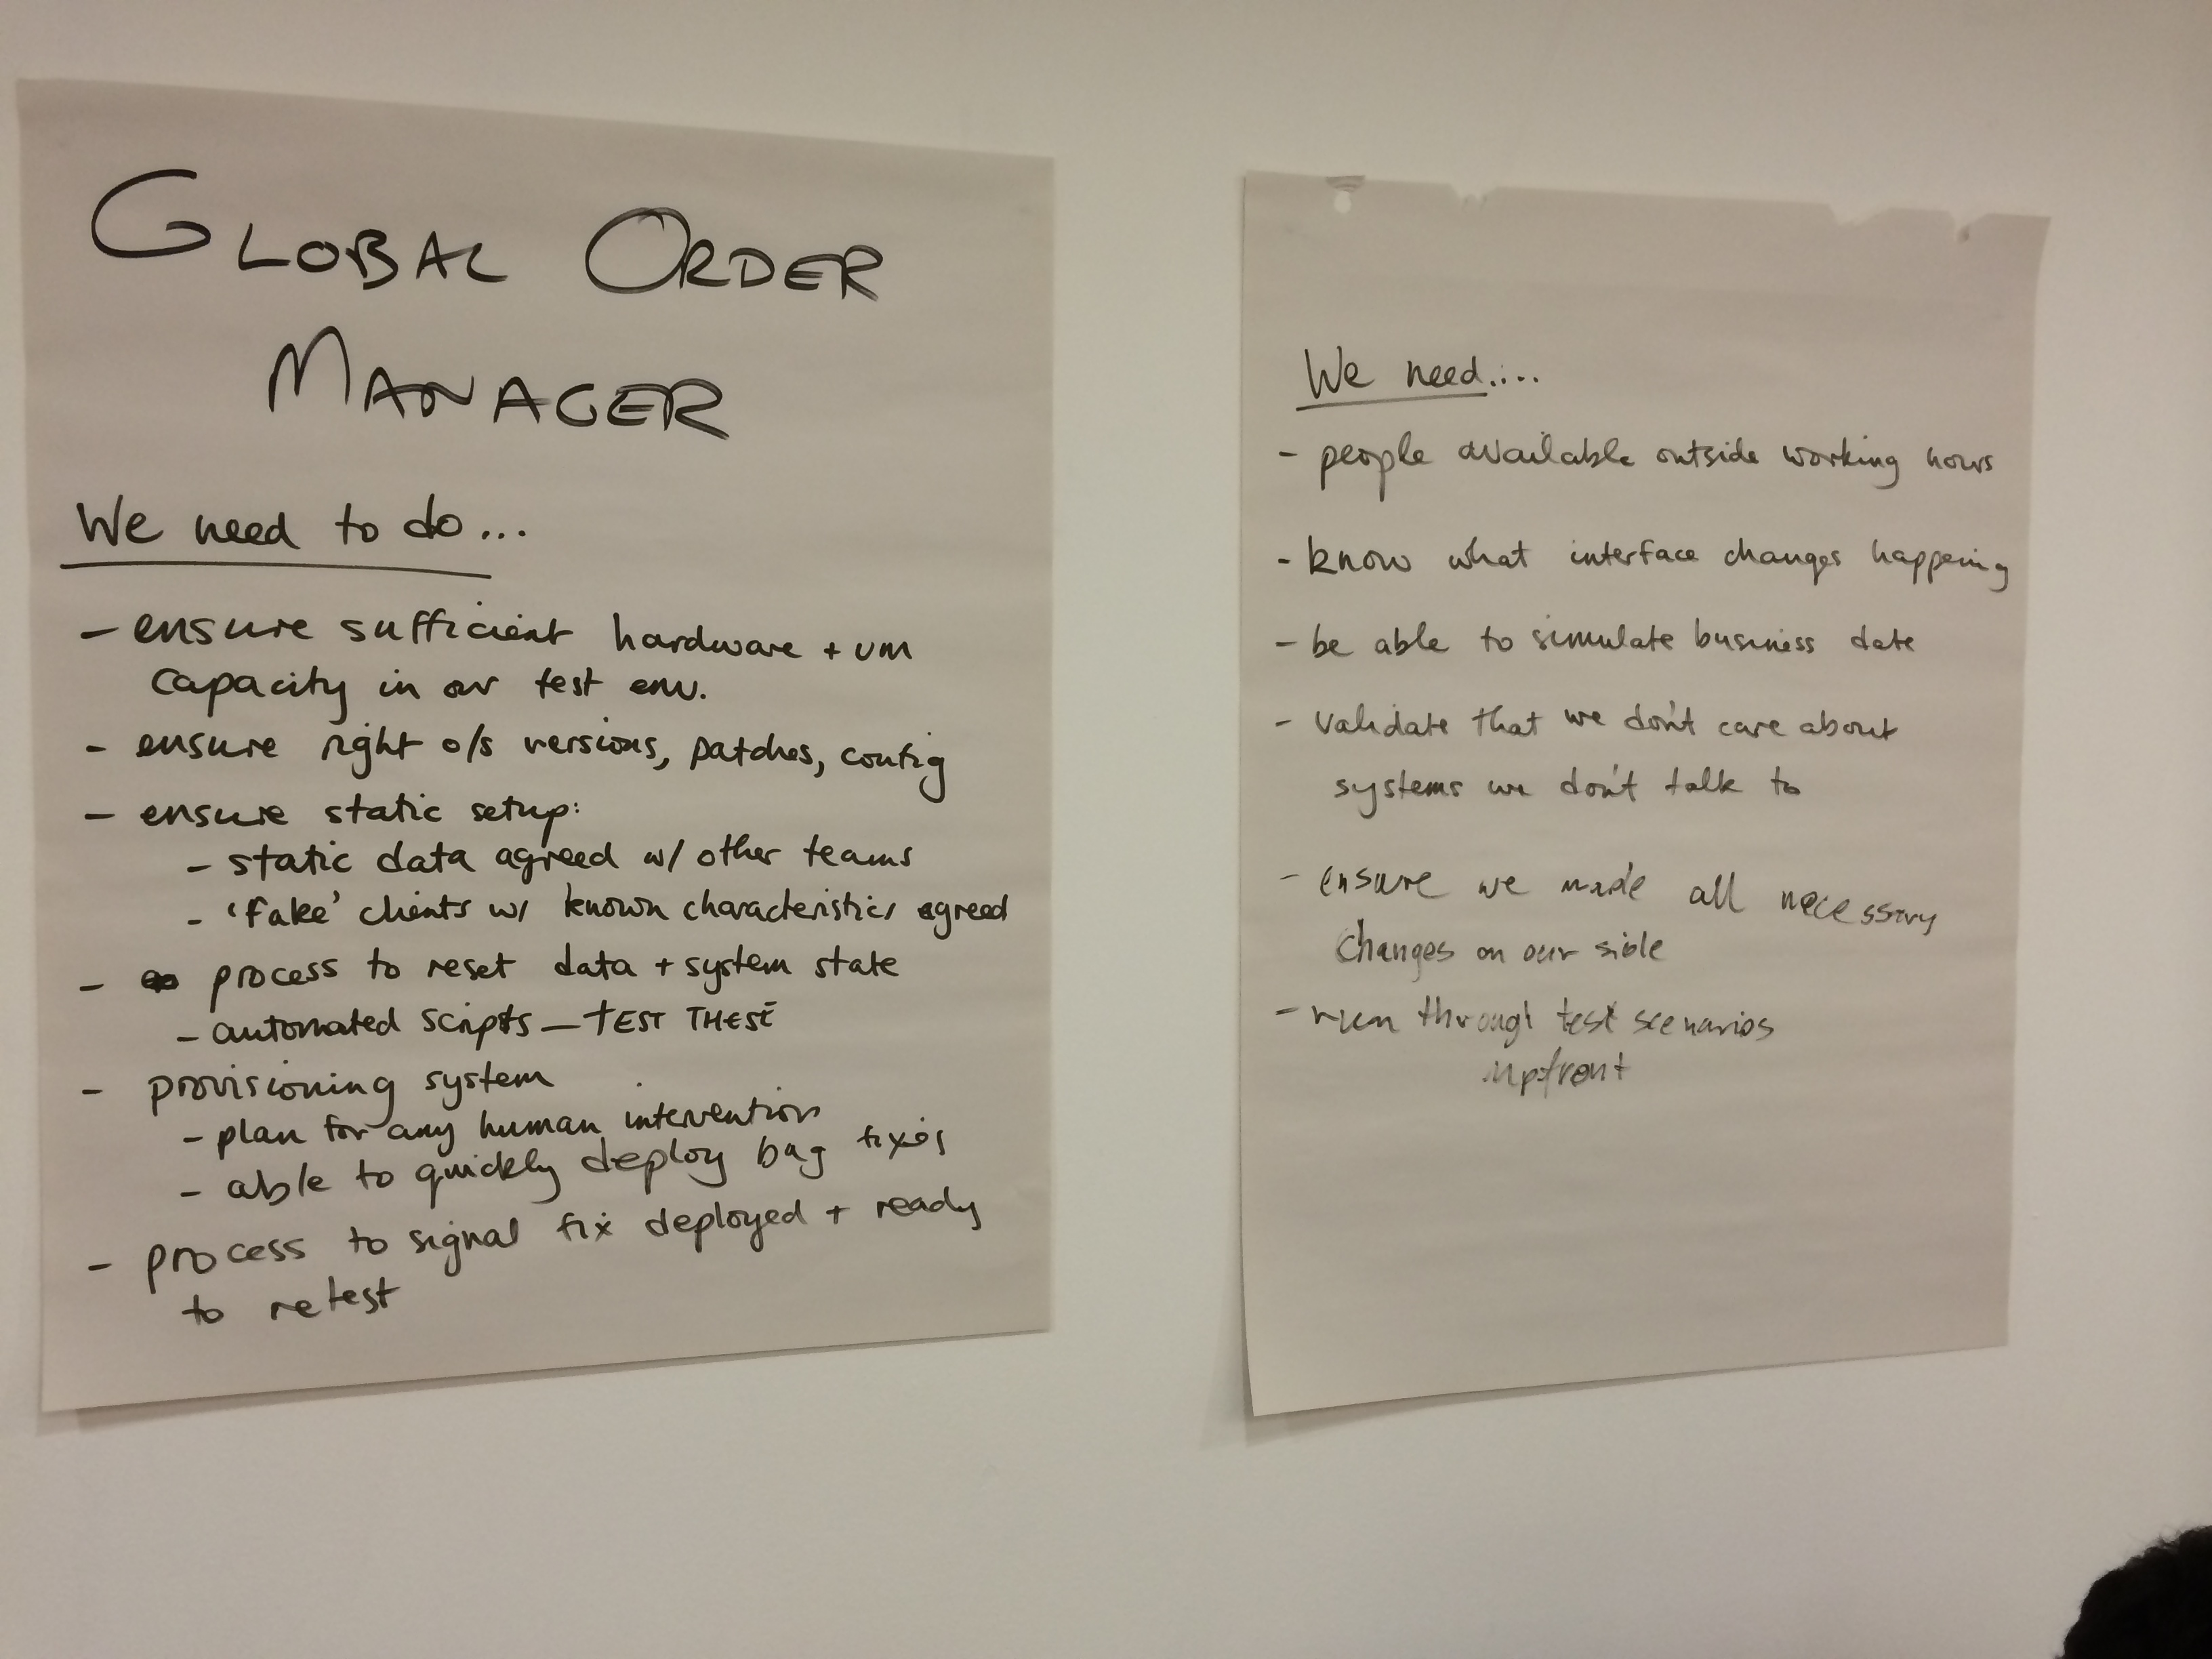 GLOBAL ORDER
MANAGER
We need to do...
- ensure sufficient hardware + VM
capacity in our test env.
- ensure right o/s versions, patches, config
- ensure static setup:
- static data agreed w/ other teams
- 'fake' clients w/ known characteristics agreed
- process to reset data + system state
- automated scripts - TEST THESE
- provisioning system
- plan for any human intervention
- able to quickly deploy bug fixes
- process to signal fix deployed + ready
to retest
We need....
- people available outside working hours
- know what interface changes happening
- be able to simulate business date
- validate that we don't care about
systems we don't talk to
- ensure we made all necessary
changes on our side
- run through test scenarios
upfront